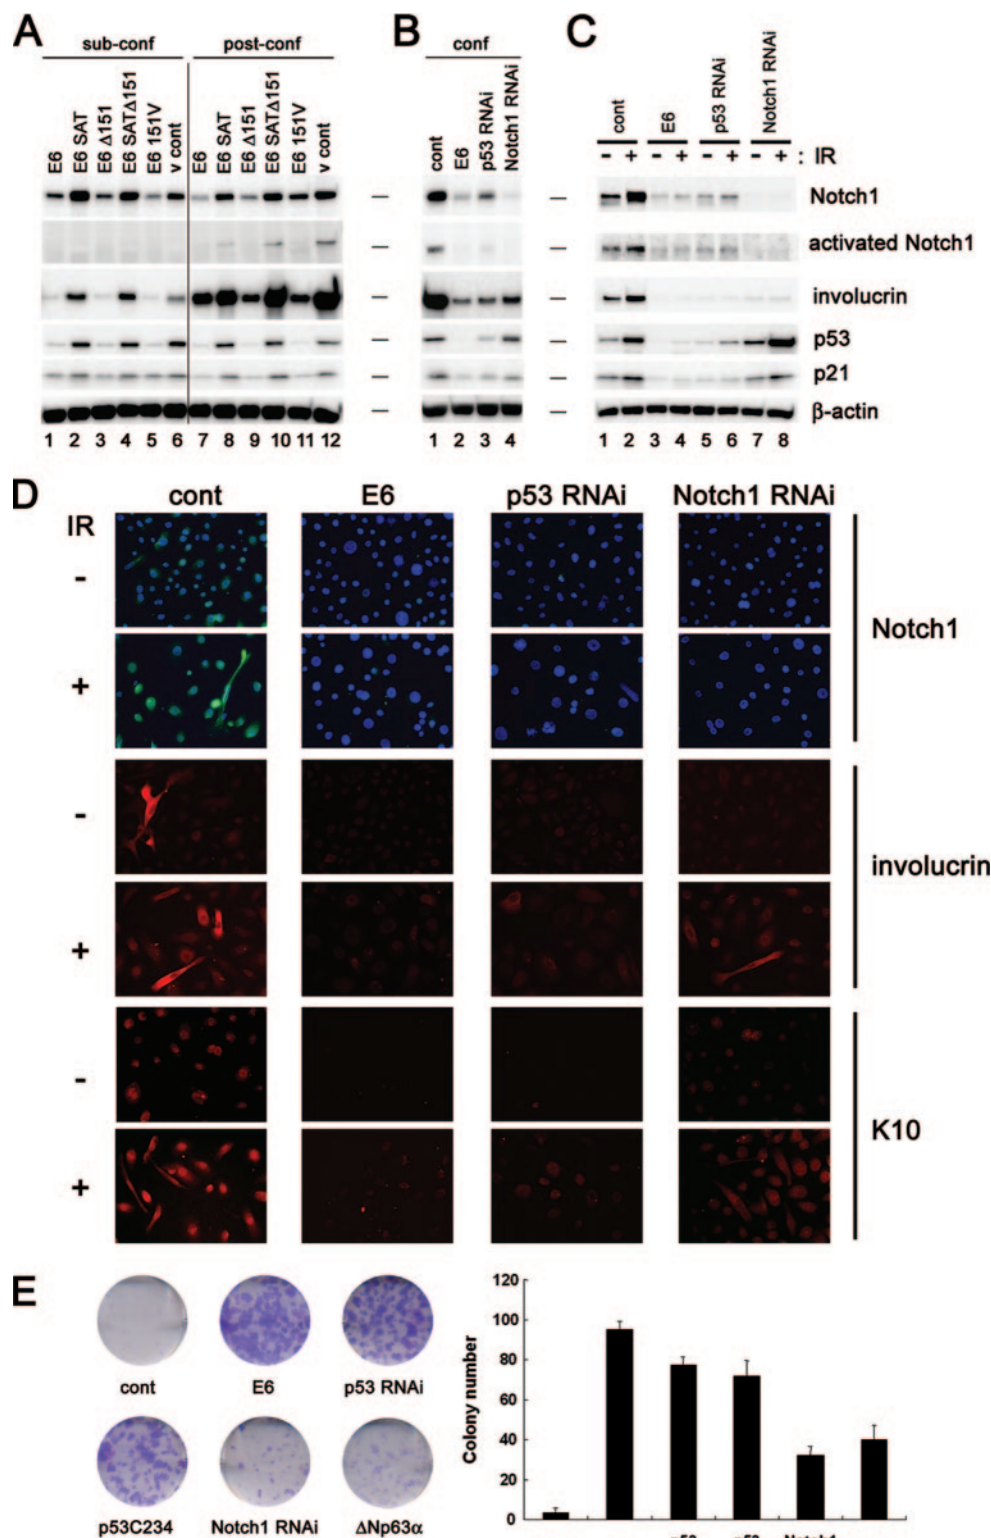 A
B
C
sub-conf
post-conf
conf
E6
E6 SAT
E6 Δ151
E6 SATΔ151
E6 151V
v cont
E6
E6 SAT
E6 Δ151
E6 SATΔ151
E6 151V
v cont
cont
E6
p53 RNAi
Notch1 RNAi
cont
E6
p53 RNAi
Notch1 RNAi
- + - + - + - + : IR
Notch1
activated Notch1
involucrin
p53
p21
β-actin
1 2 3 4 5 6 7 8 9 10 11 12
1 2 3 4
1 2 3 4 5 6 7 8
D
cont E6 p53 RNAi Notch1 RNAi
IR
-
+
Notch1
-
+
involucrin
-
+
K10
E
cont E6 p53 RNAi
p53C234 Notch1 RNAi ΔNp63α
Colony number
120
100
80
60
40
20
0